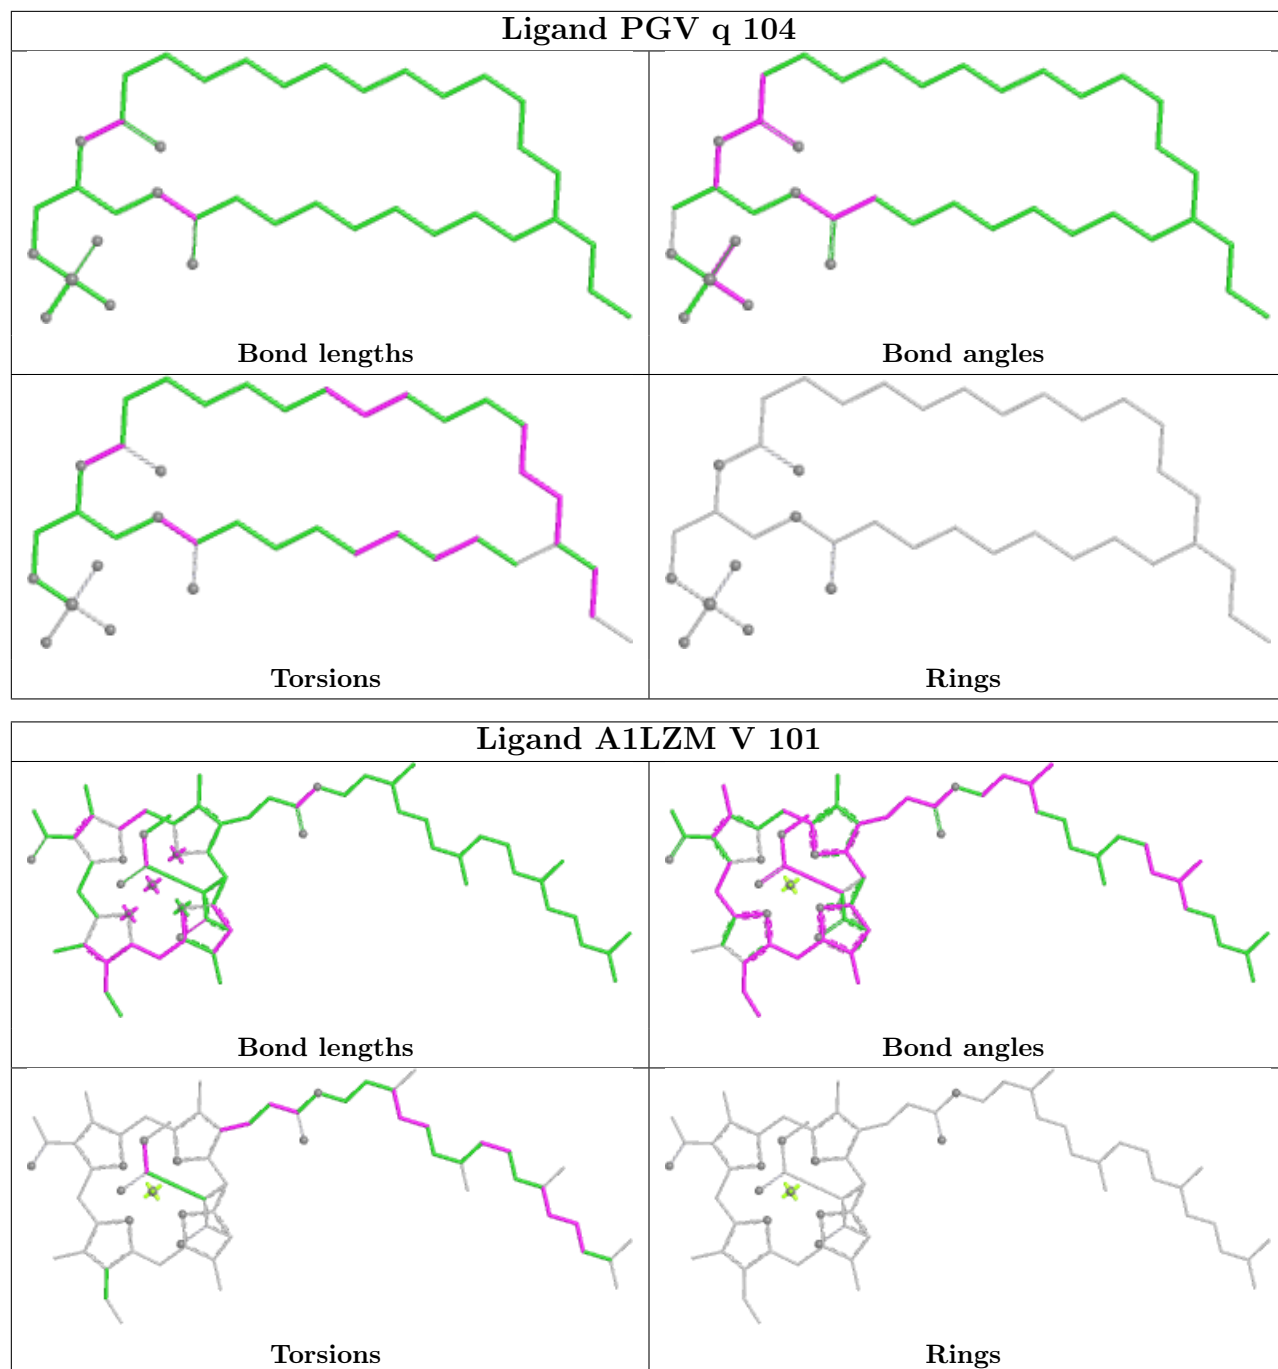 Ligand PGV q 104
Bond lengths
Bond angles
Torsions
Rings
Ligand A1LZM V 101
Bond lengths
Bond angles
Torsions
Rings